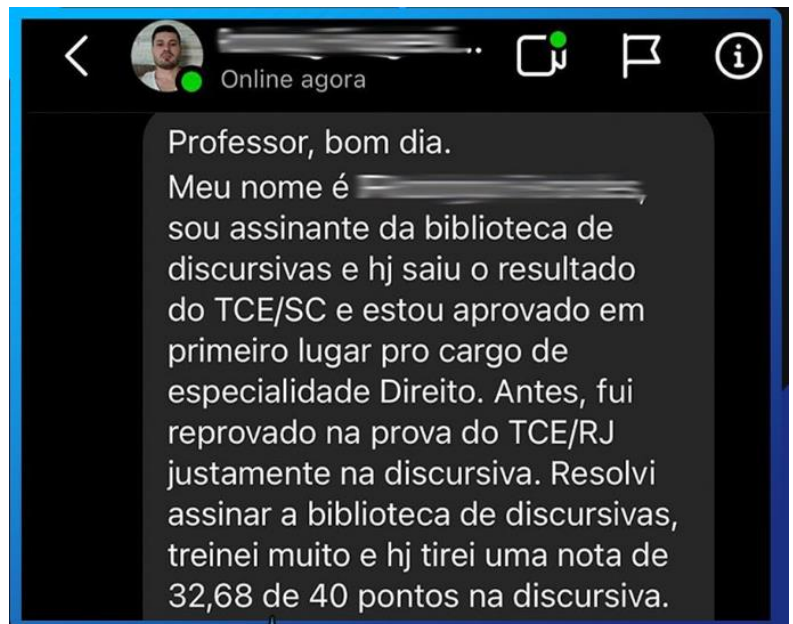 Online agora
Professor, bom dia.
Meu nome é
sou assinante da biblioteca de
discursivas e hj saiu o resultado
do TCE/SC e estou aprovado em
primeiro lugar pro cargo de
especialidade Direito. Antes, fui
reprovado na prova do TCE/RJ
justamente na discursiva. Resolvi
assinar a biblioteca de discursivas,
treinei muito e hj tirei uma nota de
32,68 de 40 pontos na discursiva.